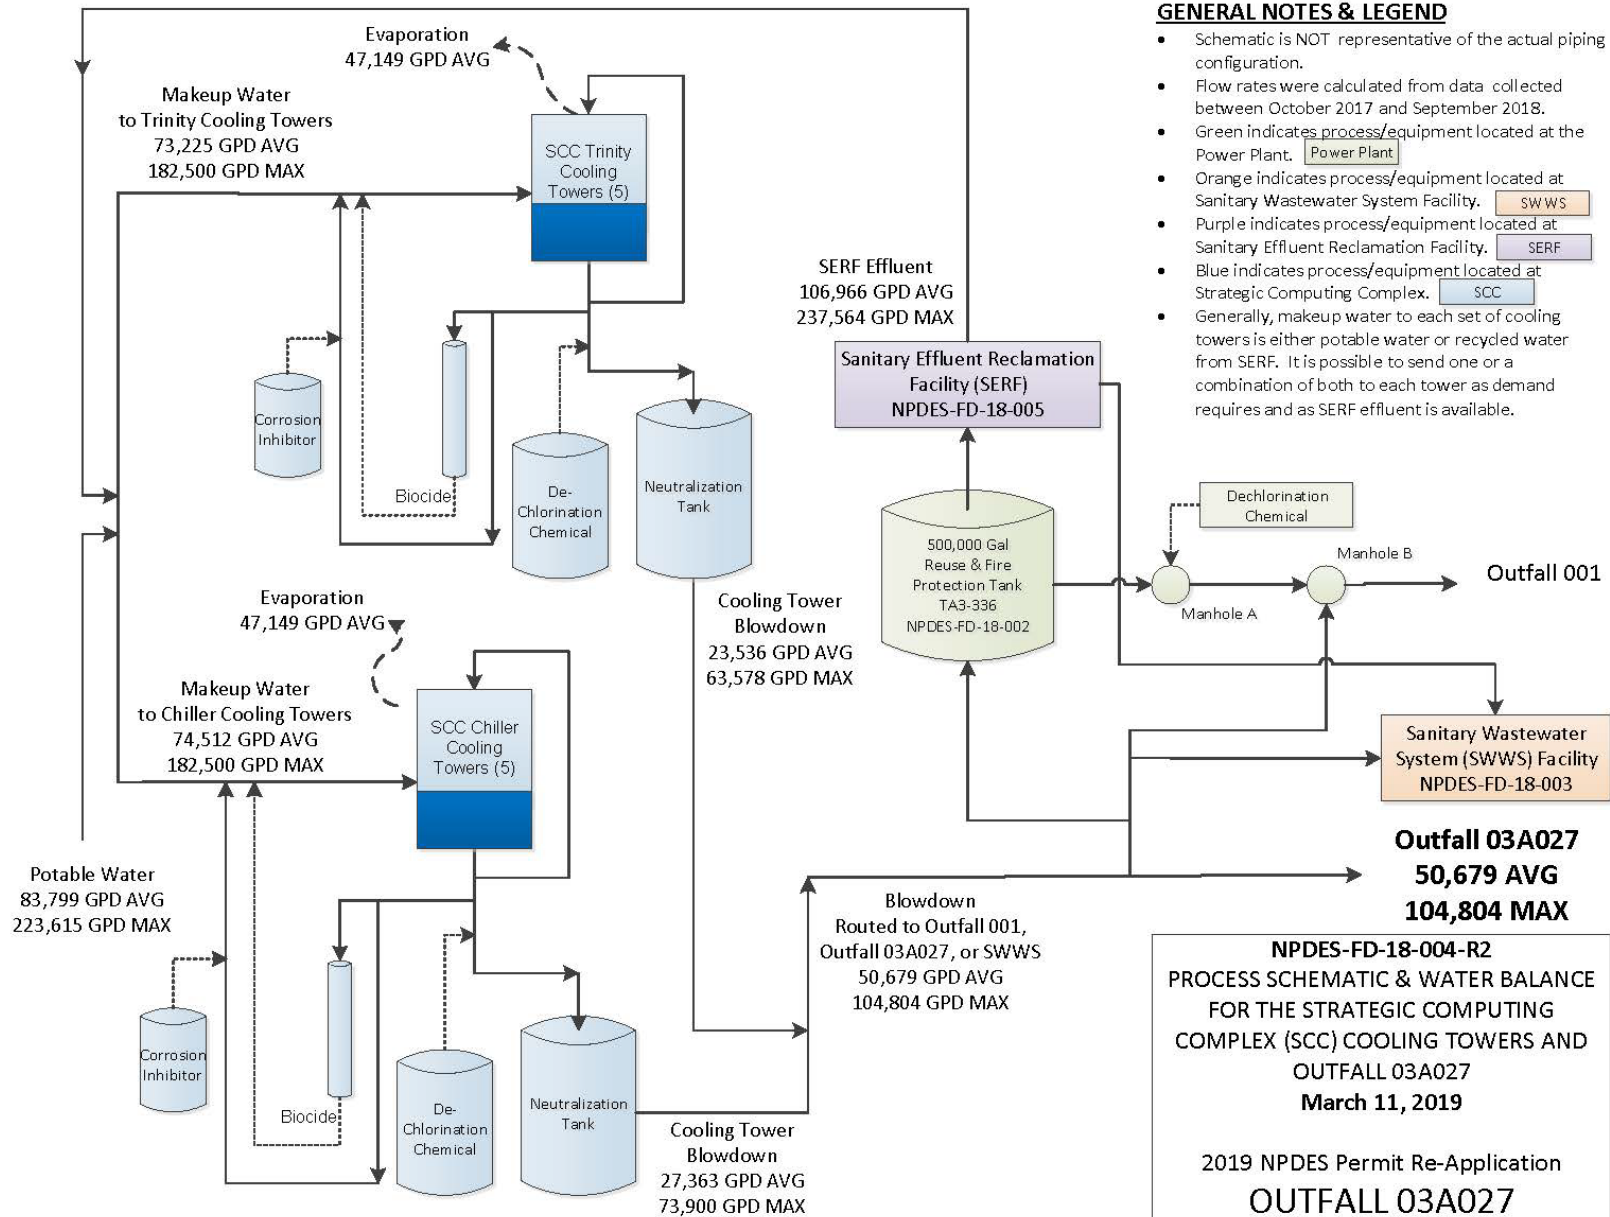 Evaporation
47,149 GPD AVG
Makeup Water
to Trinity Cooling Towers
73,225 GPD AVG
182,500 GPD MAX
SCC Trinity
Cooling
Towers (5)
Corrosion
Inhibitor
Biocide
De-
Chlorination
Chemical
Neutralization
Tank
SERF Effluent
106,966 GPD AVG
237,564 GPD MAX
Sanitary Effluent Reclamation
Facility (SERF)
NPDES-FD-18-005
500,000 Gal
Reuse & Fire
Protection Tank
TA3-336
NPDES-FD-18-002
Cooling Tower
Blowdown
23,536 GPD AVG
63,578 GPD MAX
GENERAL NOTES & LEGEND
• Schematic is NOT representative of the actual piping
configuration.
• Flow rates were calculated from data collected
between October 2017 and September 2018.
• Green indicates process/equipment located at the
Power Plant. Power Plant
• Orange indicates process/equipment located at
Sanitary Wastewater System Facility. SWWS
• Purple indicates process/equipment located at
Sanitary Effluent Reclamation Facility. SERF
• Blue indicates process/equipment located at
Strategic Computing Complex. SCC
• Generally, makeup water to each set of cooling
towers is either potable water or recycled water
from SERF. It is possible to send one or a
combination of both to each tower as demand
requires and as SERF effluent is available.
Dechlorination
Chemical
Manhole A
Manhole B
Outfall 001
Sanitary Wastewater
System (SWWS) Facility
NPDES-FD-18-003
Evaporation
47,149 GPD AVG
Makeup Water
to Chiller Cooling Towers
74,512 GPD AVG
182,500 GPD MAX
SCC Chiller
Cooling
Towers (5)
Potable Water
83,799 GPD AVG
223,615 GPD MAX
Corrosion
Inhibitor
Biocide
De-
Chlorination
Chemical
Neutralization
Tank
Cooling Tower
Blowdown
27,363 GPD AVG
73,900 GPD MAX
Blowdown
Routed to Outfall 001,
Outfall 03A027, or SWWS
50,679 GPD AVG
104,804 GPD MAX
Outfall 03A027
50,679 AVG
104,804 MAX
NPDES-FD-18-004-R2
PROCESS SCHEMATIC & WATER BALANCE
FOR THE STRATEGIC COMPUTING
COMPLEX (SCC) COOLING TOWERS AND
OUTFALL 03A027
March 11, 2019
2019 NPDES Permit Re-Application
OUTFALL 03A027